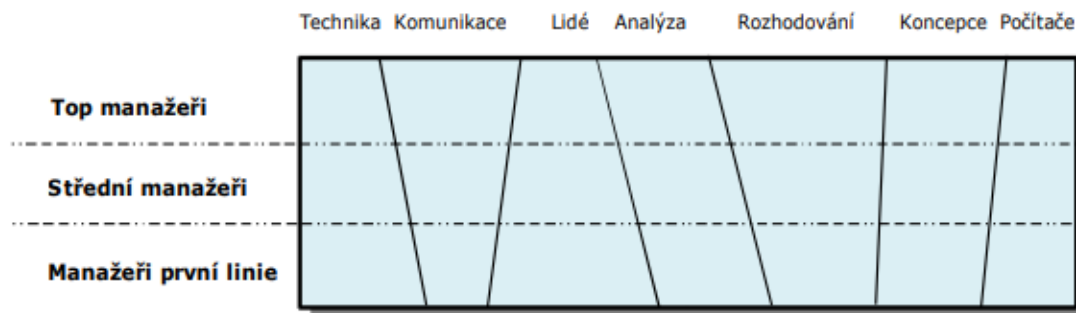 Technika Komunikace Lidé Analýza Rozhodování Koncepce Počítače
Top manažeři
Střední manažeři
Manažeři první linie